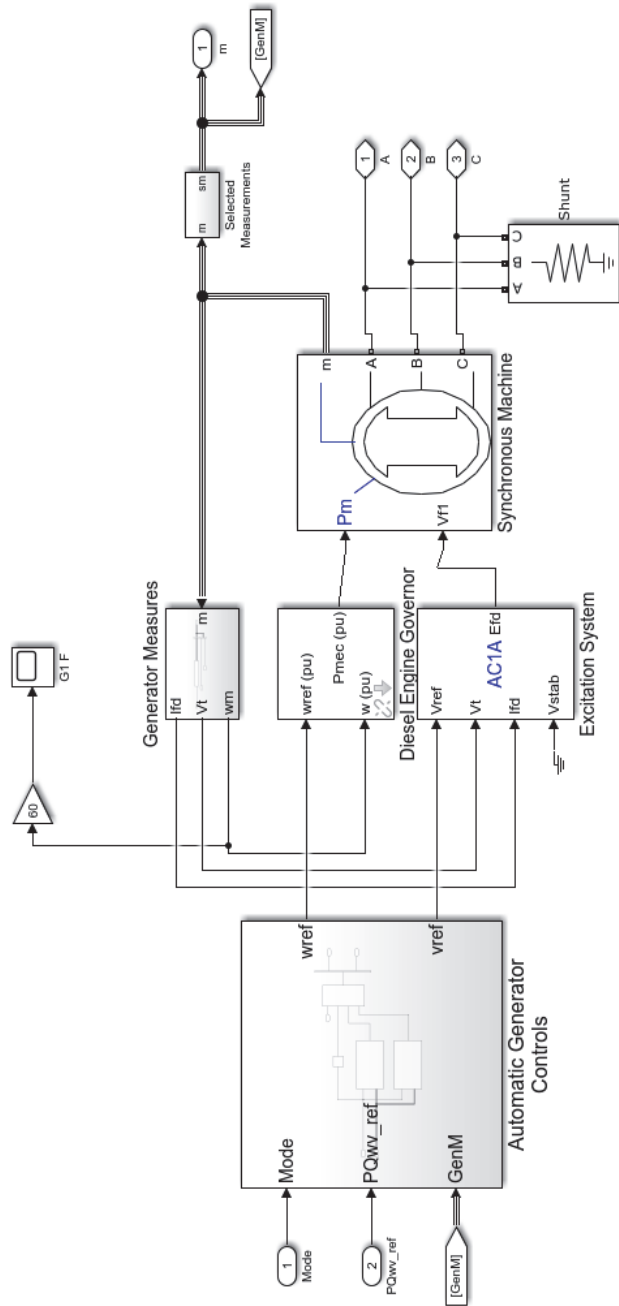 1
Mode
2
PQwv_ref
[GenM]
Mode
PQwv_ref
GenM
wref
vref
Automatic Generator
Controls
60
G1 F
Generator Measures
Ifd
Vt
wm
m
wref (pu)
Pmec (pu)
w (pu)
Diesel Engine Governor
Vref
Vt
Ifd
Vstab
AC1A
Efd
Excitation System
Pm
Vf1
m
A
B
C
Synchronous Machine
m
sm
Selected
Measurements
1
m
[GenM]
1
A
2
B
3
C
A
B
C
Shunt